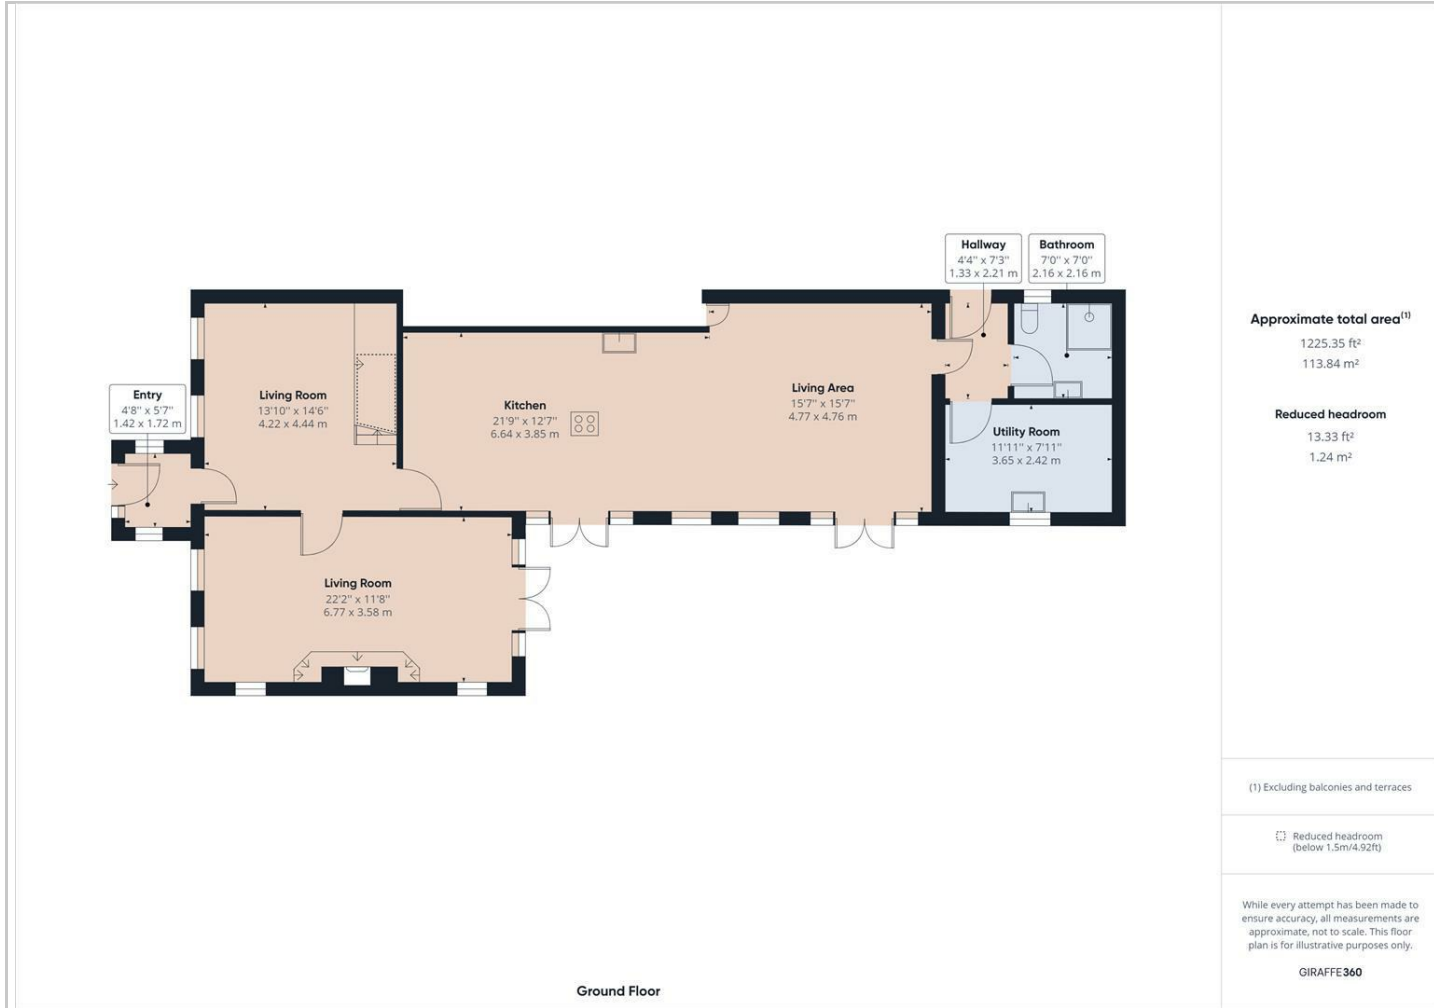 Hallway
4'4" x 7'3"
1.33 x 2.21 m
Bathroom
7'0" x 7'0"
2.16 x 2.16 m
Entry
4'8" x 5'7"
1.42 x 1.72 m
Living Room
13'10" x 14'6"
4.22 x 4.44 m
Kitchen
21'9" x 12'7"
6.64 x 3.85 m
Living Area
15'7" x 15'7"
4.77 x 4.76 m
Utility Room
11'11" x 7'11"
3.65 x 2.42 m
Living Room
22'2" x 11'8"
6.77 x 3.58 m
Ground Floor
Approximate total area(1)
1225.35 ft²
113.84 m²
Reduced headroom
13.33 ft²
1.24 m²
(1) Excluding balconies and terraces
Reduced headroom
(below 1.5m/4.92ft)
While every attempt has been made to
ensure accuracy, all measurements are
approximate, not to scale. This floor
plan is for illustrative purposes only.
GIRAFFE360